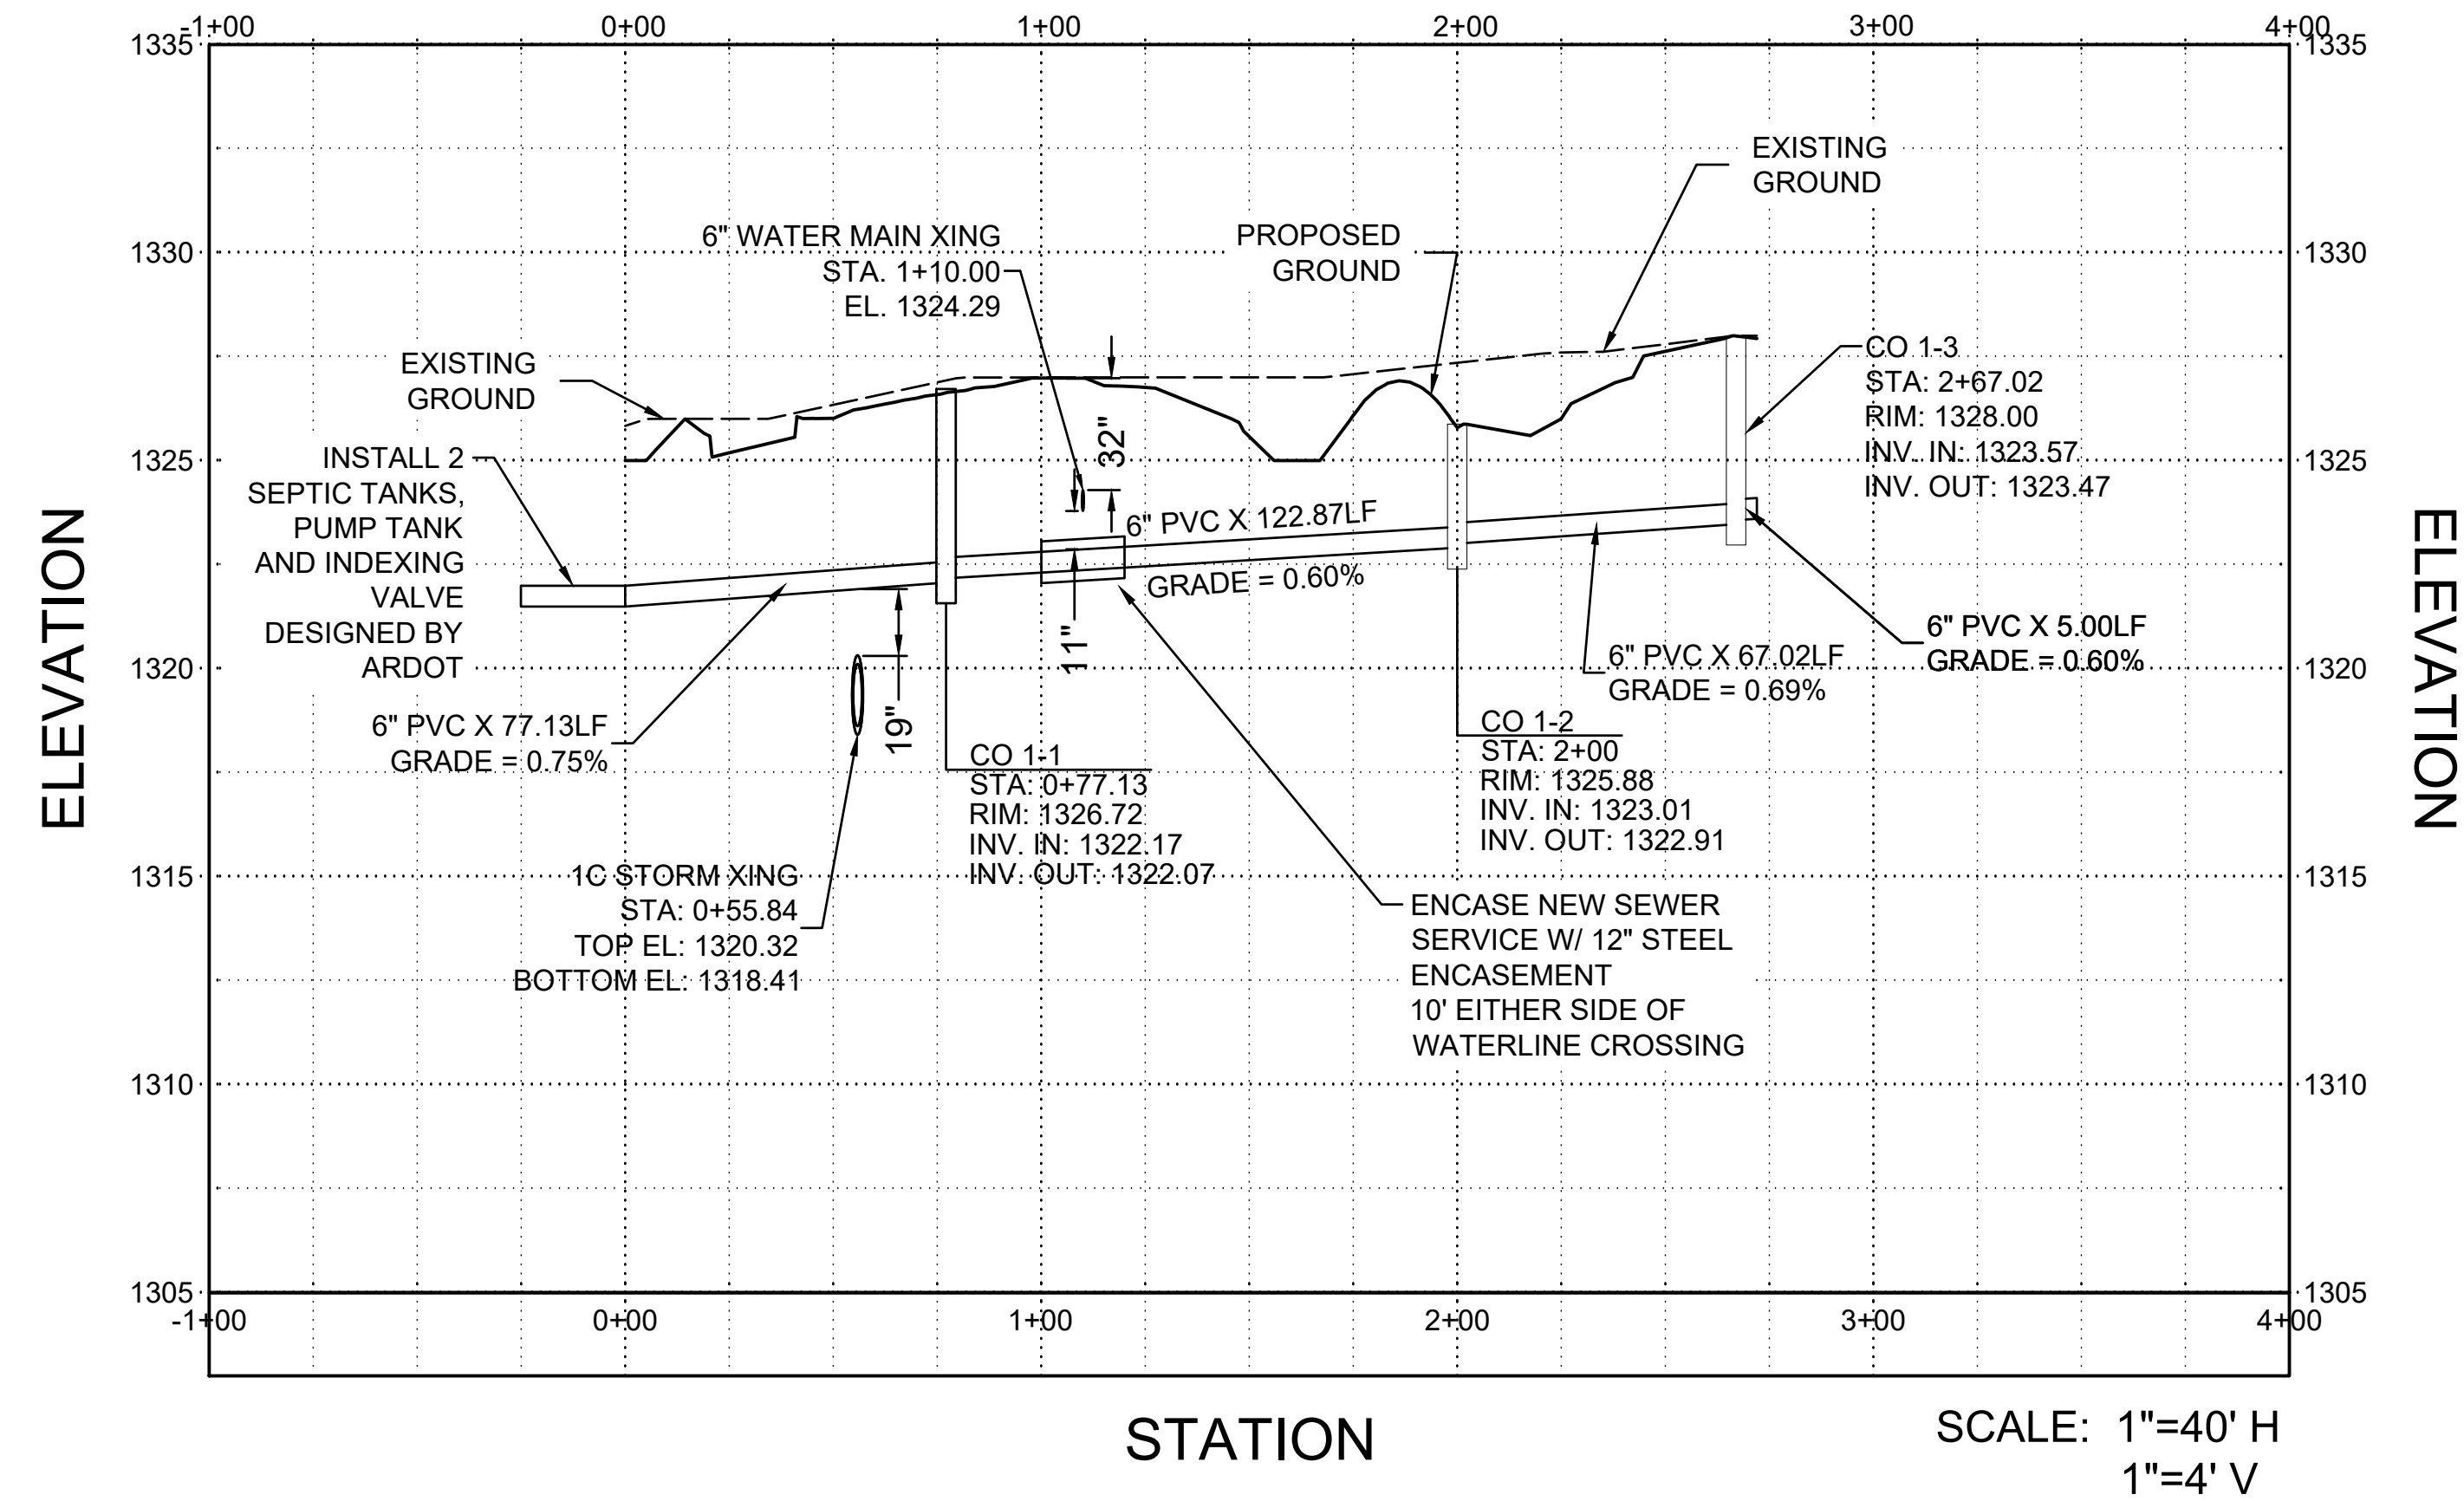 -1+00 0+00 1+00 2+00 3+00 4+00
1335 1335
EXISTING
GROUND
6" WATER MAIN XING
STA. 1+10.00
EL. 1324.29
PROPOSED
GROUND
1330 1330
EXISTING
GROUND
CO 1-3
STA: 2+67.02
RIM: 1328.00
INV. IN: 1323.57
INV. OUT: 1323.47
32"
1325 1325
INSTALL 2
SEPTIC TANKS,
PUMP TANK
AND INDEXING
VALVE
DESIGNED BY
ARDOT
6" PVC X 122.87LF
GRADE = 0.60%
ELEVATION
ELEVATION
11"
6" PVC X 5.00LF
GRADE = 0.60%
6" PVC X 67.02LF
GRADE = 0.69%
1320 1320
6" PVC X 77.13LF
GRADE = 0.75%
19"
CO 1-1
STA: 0+77.13
RIM: 1326.72
INV. IN: 1322.17
INV. OUT: 1322.07
CO 1-2
STA: 2+00
RIM: 1325.88
INV. IN: 1323.01
INV. OUT: 1322.91
1315 1315
1C STORM XING
STA: 0+55.84
TOP EL: 1320.32
BOTTOM EL: 1318.41
ENCASE NEW SEWER
SERVICE W/ 12" STEEL
ENCASEMENT
10' EITHER SIDE OF
WATERLINE CROSSING
1310 1310
1305 1305
-1+00 0+00 1+00 2+00 3+00 4+00
STATION
SCALE: 1"=40' H
1"=4' V